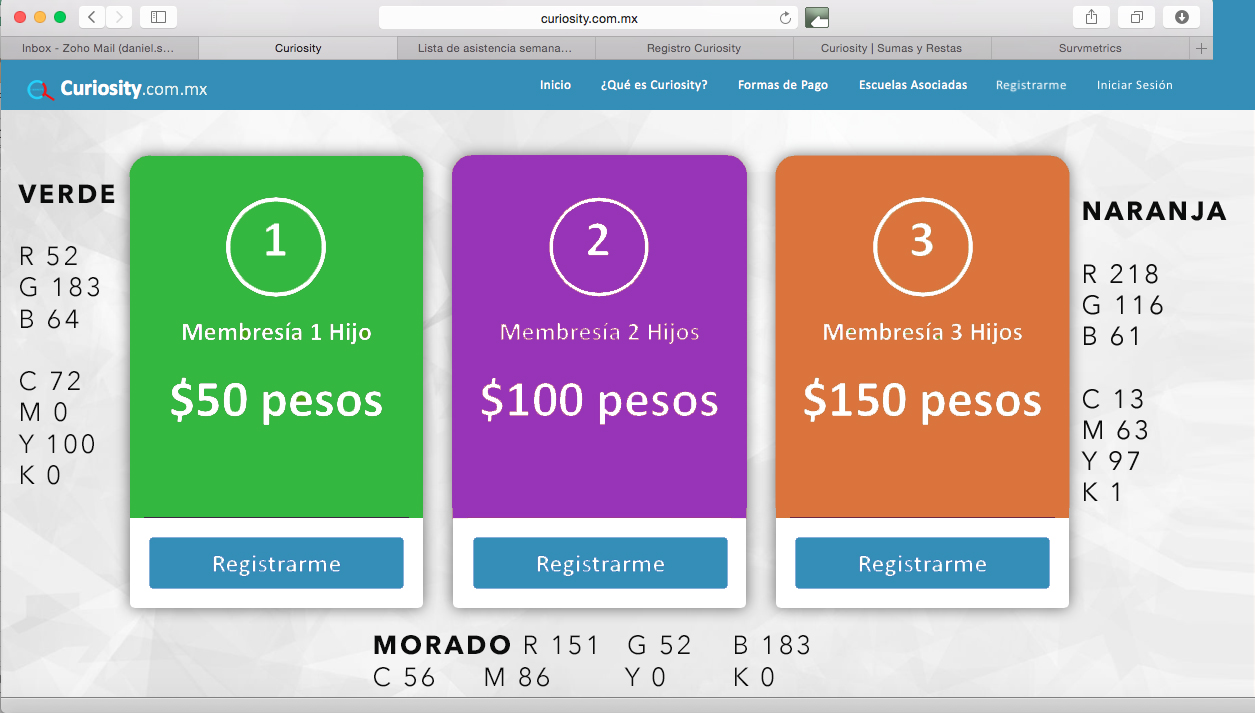 curiosity.com.mx
Inbox - Zoho Mail (daniel.s...
Curiosity
Lista de asistencia semana...
Registro Curiosity
Curiosity | Sumas y Restas
Survmetrics
Curiosity.com.mx
Inicio
¿Qué es Curiosity?
Formas de Pago
Escuelas Asociadas
Registrarme
Iniciar Sesión
VERDE
R 52
G 183
B 64
C 72
M 0
Y 100
K 0
1
Membresía 1 Hijo
$50 pesos
Registrarme
2
Membresía 2 Hijos
$100 pesos
Registrarme
3
Membresía 3 Hijos
$150 pesos
Registrarme
NARANJA
R 218
G 116
B 61
C 13
M 63
Y 97
K 1
MORADO R 151 G 52 B 183
C 56 M 86 Y 0 K 0